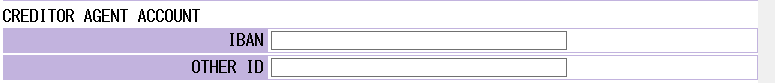 CREDITOR AGENT ACCOUNT
IBAN
OTHER ID